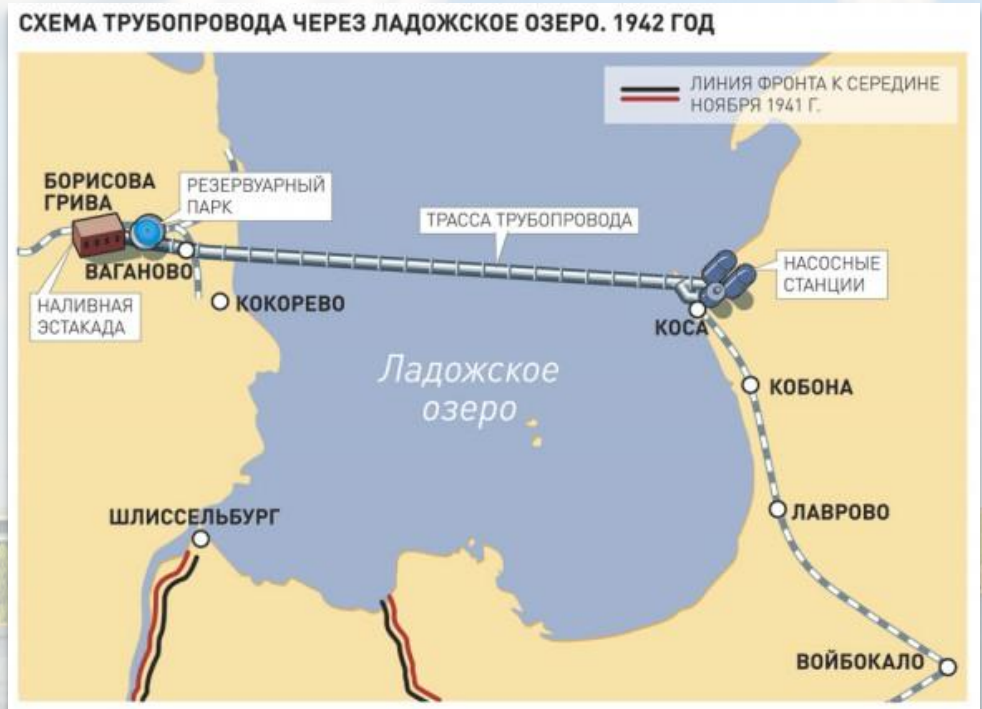 СХЕМА ТРУБОПРОВОДА ЧЕРЕЗ ЛАДОЖСКОЕ ОЗЕРО. 1942 ГОД
ЛИНИЯ ФРОНТА К СЕРЕДИНЕ
НОЯБРЯ 1941 Г.
БОРИСОВА
ГРИВА
РЕЗЕРВУАРНЫЙ
ПАРК
ТРАССА ТРУБОПРОВОДА
НАСОСНЫЕ
СТАНЦИИ
ВАГАНОВО
НАЛИВНАЯ
ЭСТАКАДА
КОКОРЕВО
КОСА
Ладожское
озеро
КОБОНА
ШЛИССЕЛЬБУРГ
ЛАВРОВО
ВОЙБОКАЛО